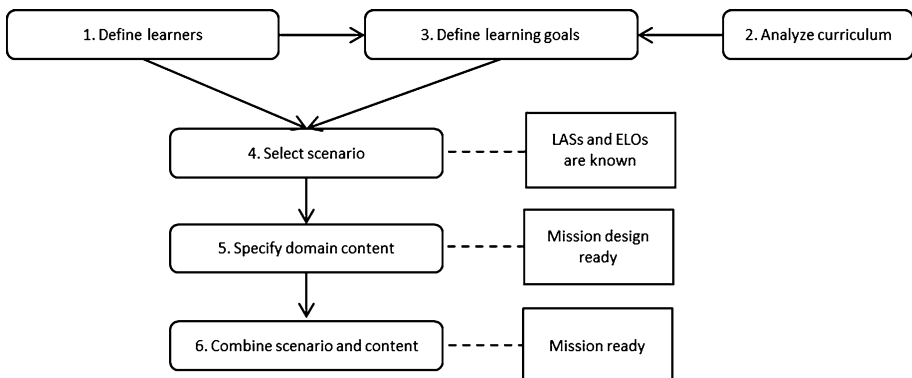 1. Define learners
3. Define learning goals
2. Analyze curriculum
4. Select scenario
LASs and ELOs
are known
5. Specify domain content
Mission design
ready
6. Combine scenario and content
Mission ready